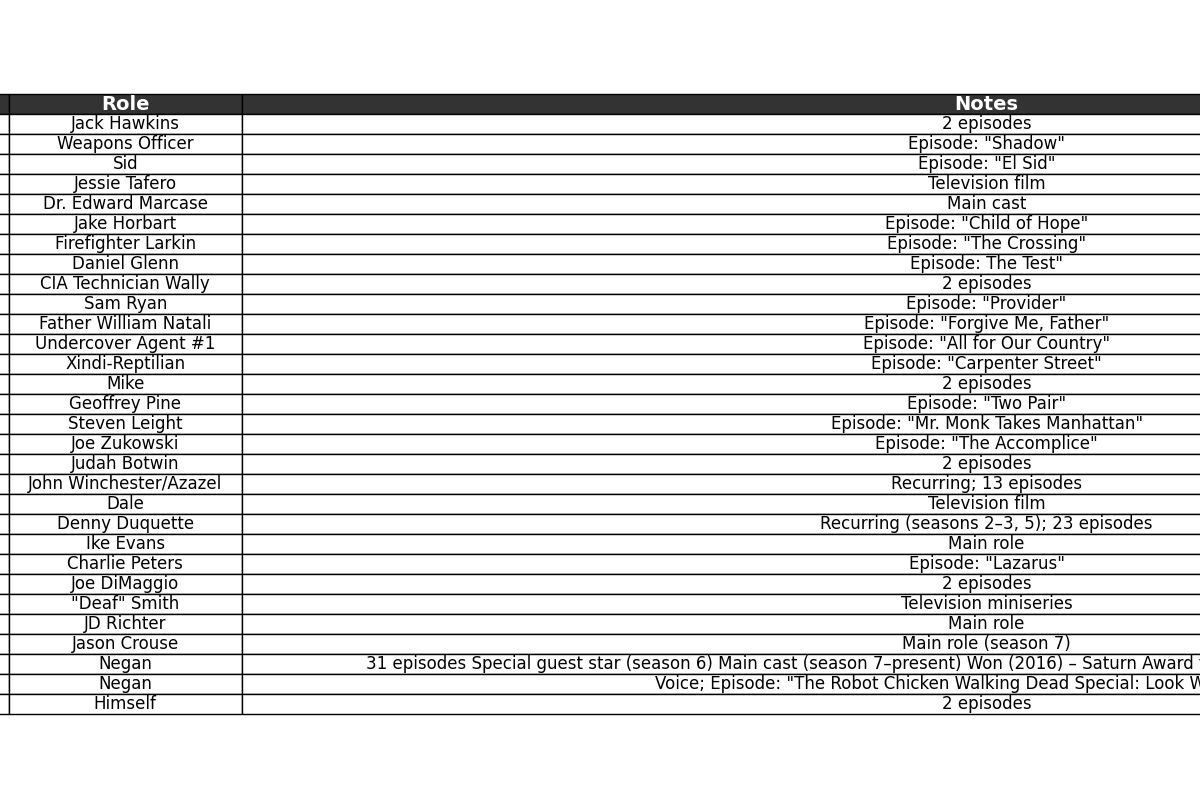 Role Notes
Jack Hawkins 2 episodes
Weapons Officer Episode: "Shadow"
Sid Episode: "El Sid"
Jessie Tafero Television film
Dr. Edward Marcase Main cast
Jake Horbart Episode: "Child of Hope"
Firefighter Larkin Episode: "The Crossing"
Daniel Glenn Episode: The Test"
CIA Technician Wally 2 episodes
Sam Ryan Episode: "Provider"
Father William Natali Episode: "Forgive Me, Father"
Undercover Agent #1 Episode: "All for Our Country"
Xindi-Reptilian Episode: "Carpenter Street"
Mike 2 episodes
Geoffrey Pine Episode: "Two Pair"
Steven Leight Episode: "Mr. Monk Takes Manhattan"
Joe Zukowski Episode: "The Accomplice"
Judah Botwin 2 episodes
John Winchester/Azazel Recurring; 13 episodes
Dale Television film
Denny Duquette Recurring (seasons 2–3, 5); 23 episodes
Ike Evans Main role
Charlie Peters Episode: "Lazarus"
Joe DiMaggio 2 episodes
"Deaf" Smith Television miniseries
JD Richter Main role
Jason Crouse Main role (season 7)
Negan 31 episodes Special guest star (season 6) Main cast (season 7–present) Won (2016) – Saturn Award
Negan Voice; Episode: "The Robot Chicken Walking Dead Special: Look
Himself 2 episodes